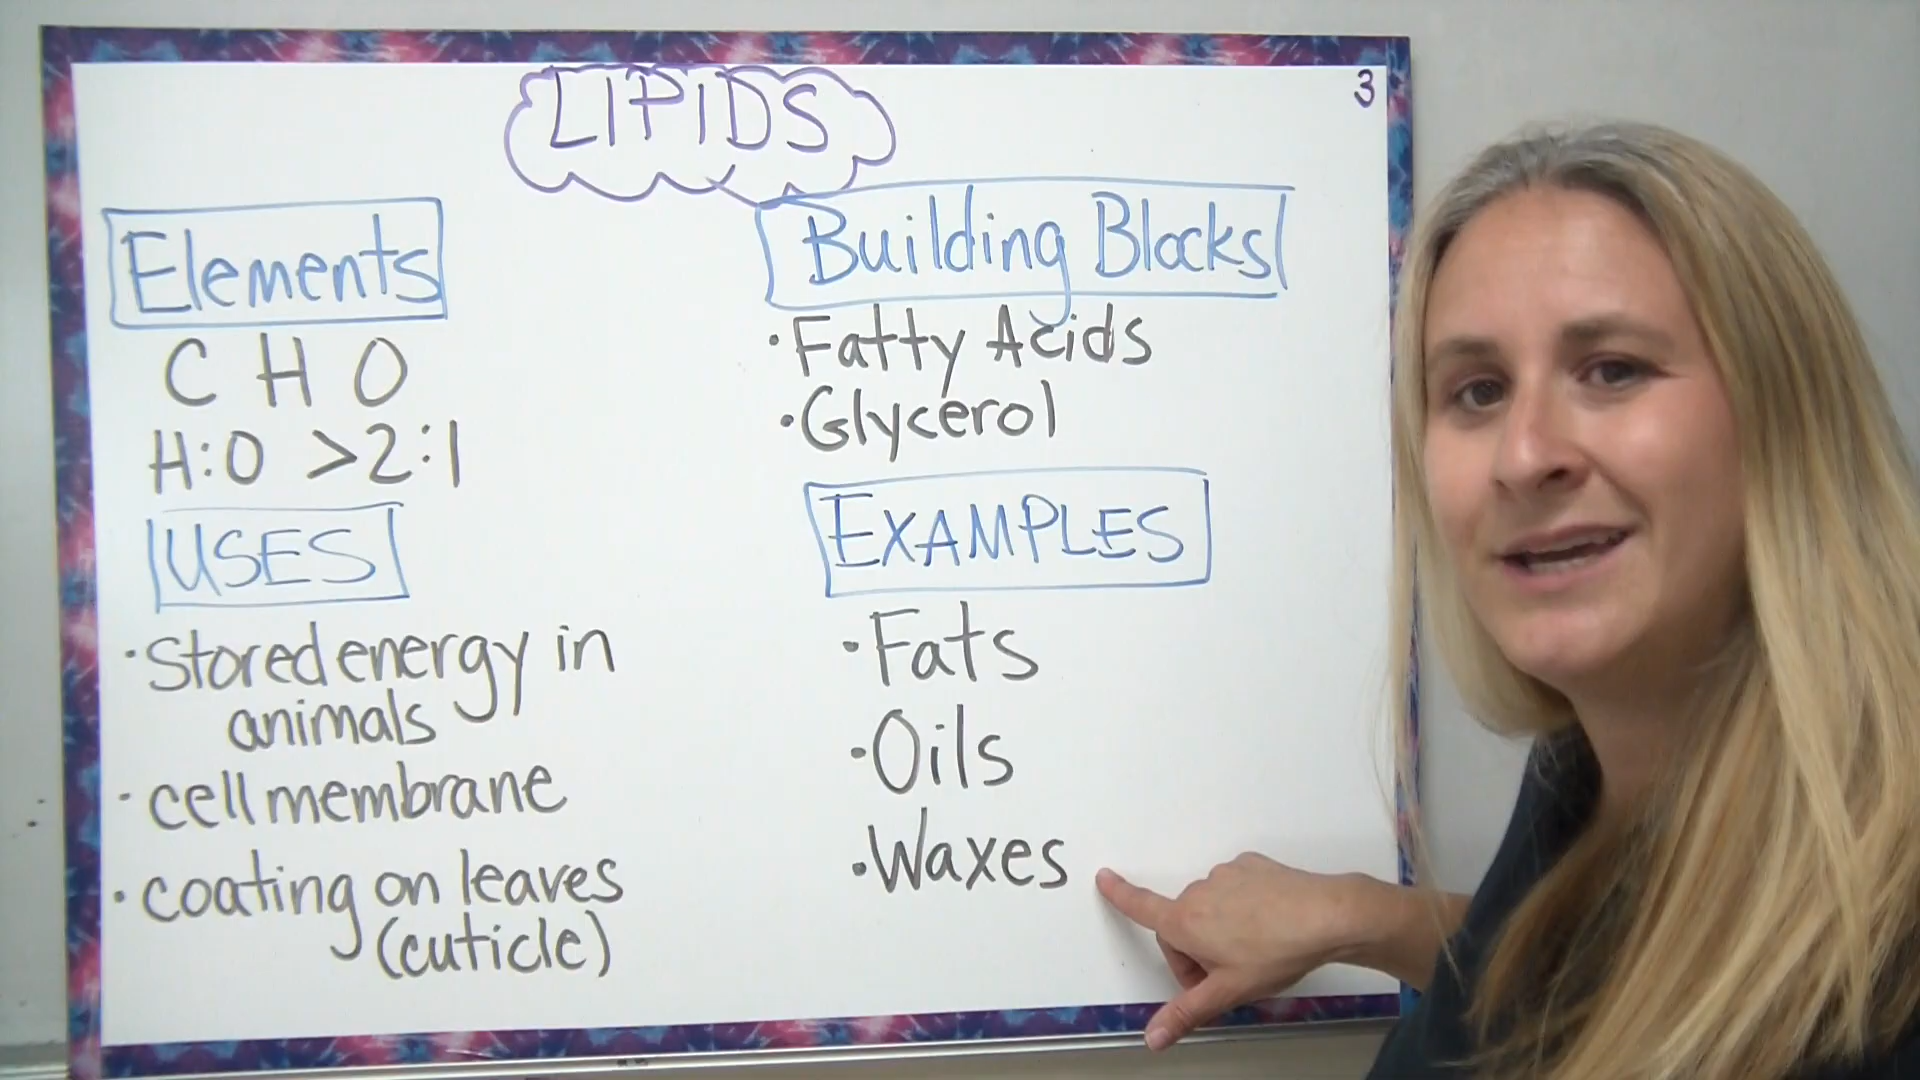 LIPIDS
3
Elements
C H O
H:O >2:1
USES
·Stored energy in
animals
·cell membrane
·coating on leaves
(cuticle)
Building Blocks
·Fatty Acids
·Glycerol
EXAMPLES
·Fats
·Oils
·Waxes